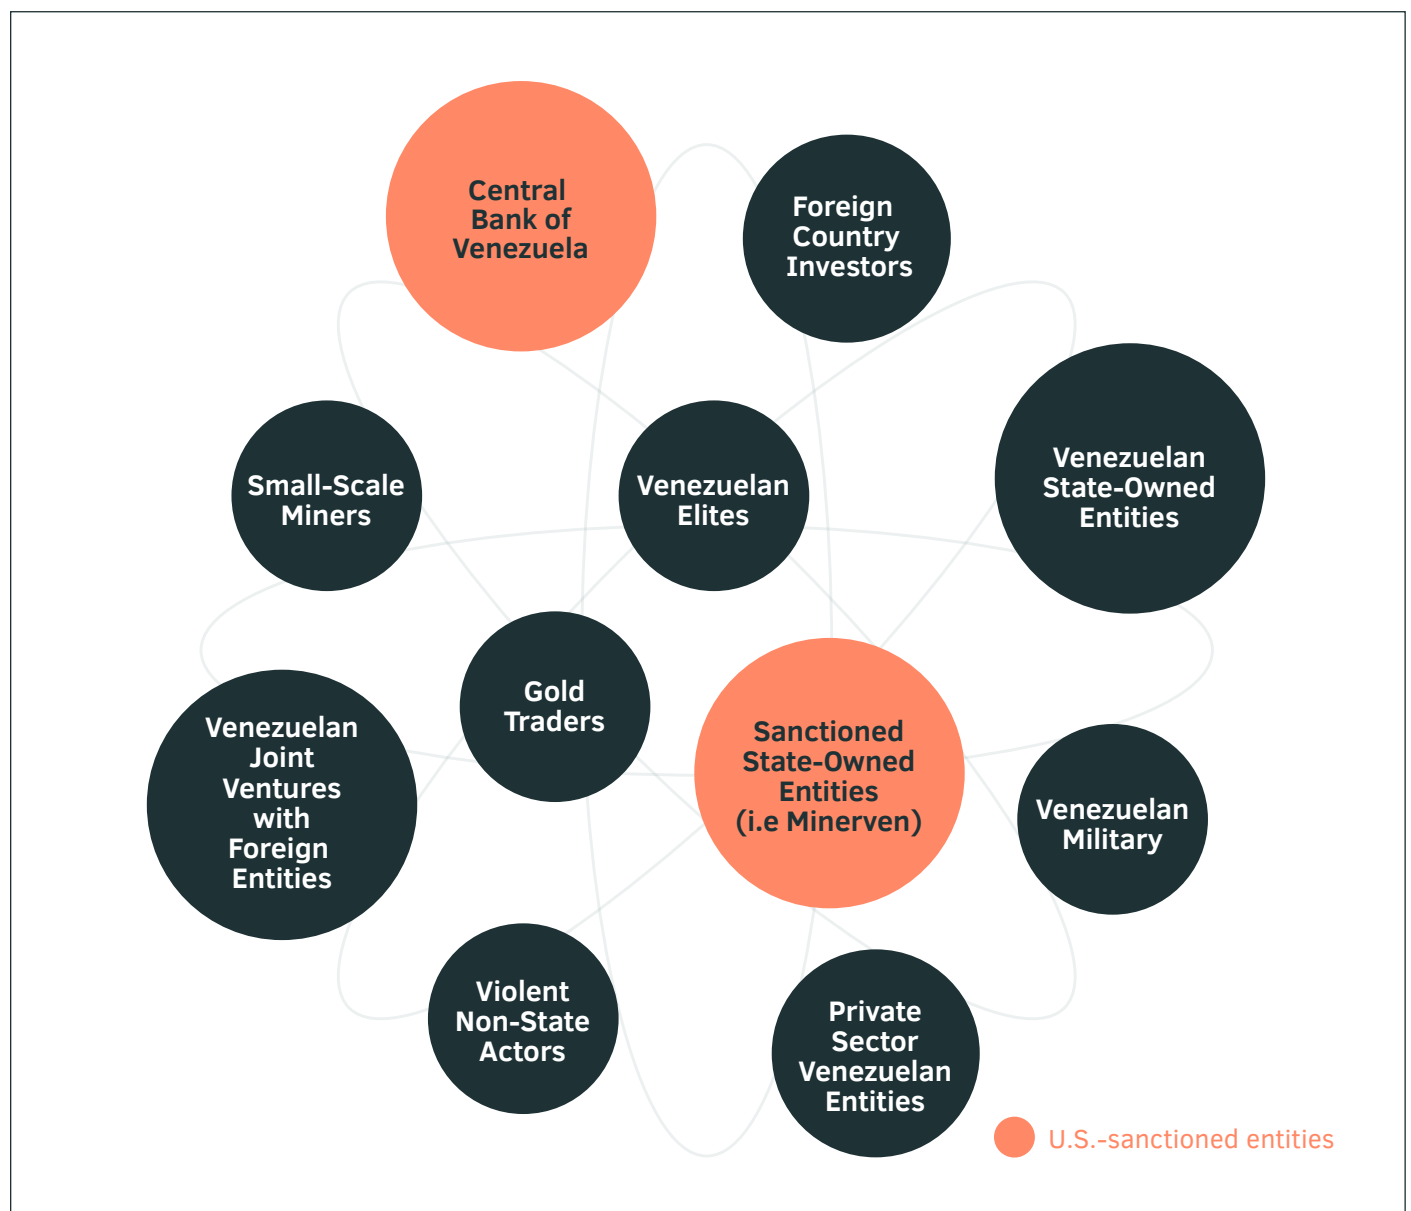 Central
Bank of
Venezuela
Foreign
Country
Investors
Small-Scale
Miners
Venezuelan
Elites
Venezuelan
State-Owned
Entities
Gold
Traders
Venezuelan
Joint
Ventures
with
Foreign
Entities
Sanctioned
State-Owned
Entities
(i.e Minerven)
Venezuelan
Military
Violent
Non-State
Actors
Private
Sector
Venezuelan
Entities
U.S.-sanctioned entities